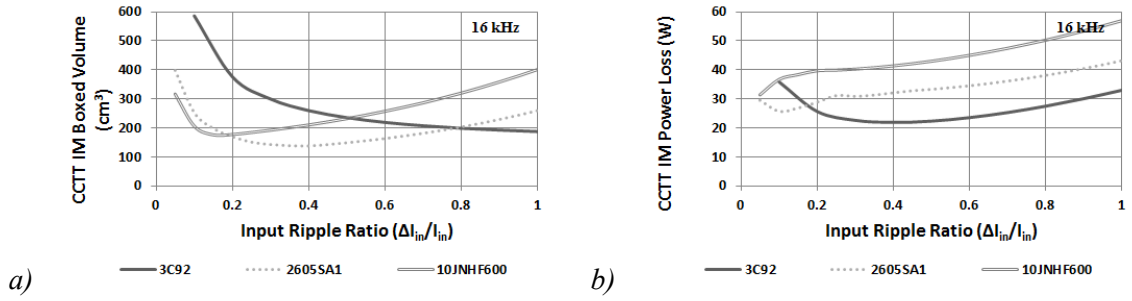 600
500
400
300
200
100
0
CCTT IM Boxed Volume
(cm³)
16 kHz
0 0.2 0.4 0.6 0.8 1
Input Ripple Ratio (ΔIin/Iin)
3C92 2605SA1 10JNHF600
a)
60
50
40
30
20
10
0
CCTT IM Power Loss (W)
16 kHz
0 0.2 0.4 0.6 0.8 1
Input Ripple Ratio (ΔIin/Iin)
3C92 2605SA1 10JNHF600
b)